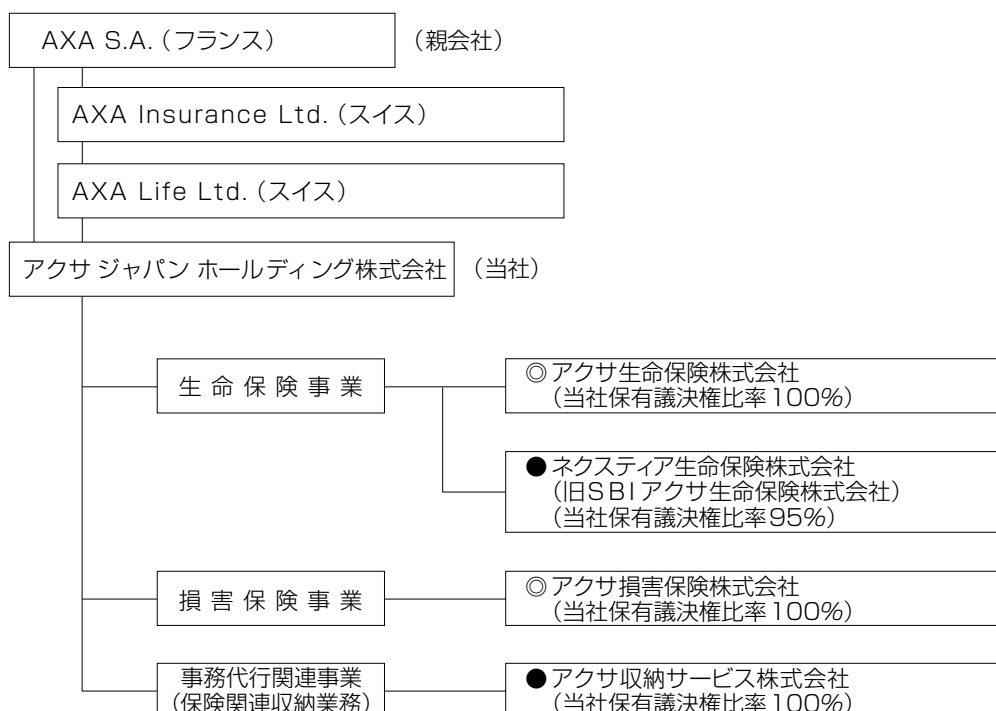 AXA S.A.（フランス）（親会社）
AXA Insurance Ltd.（スイス）
AXA Life Ltd.（スイス）
アクサ ジャパン ホールディング株式会社（当社）
生命保険事業
◎アクサ生命保険株式会社
（当社保有議決権比率100%）
●ネクスティア生命保険株式会社
（旧SBIアクサ生命保険株式会社）
（当社保有議決権比率95%）
損害保険事業
◎アクサ損害保険株式会社
（当社保有議決権比率100%）
事務代行関連事業
（保険関連収納業務）
●アクサ収納サービス株式会社
（当社保有議決権比率100%）